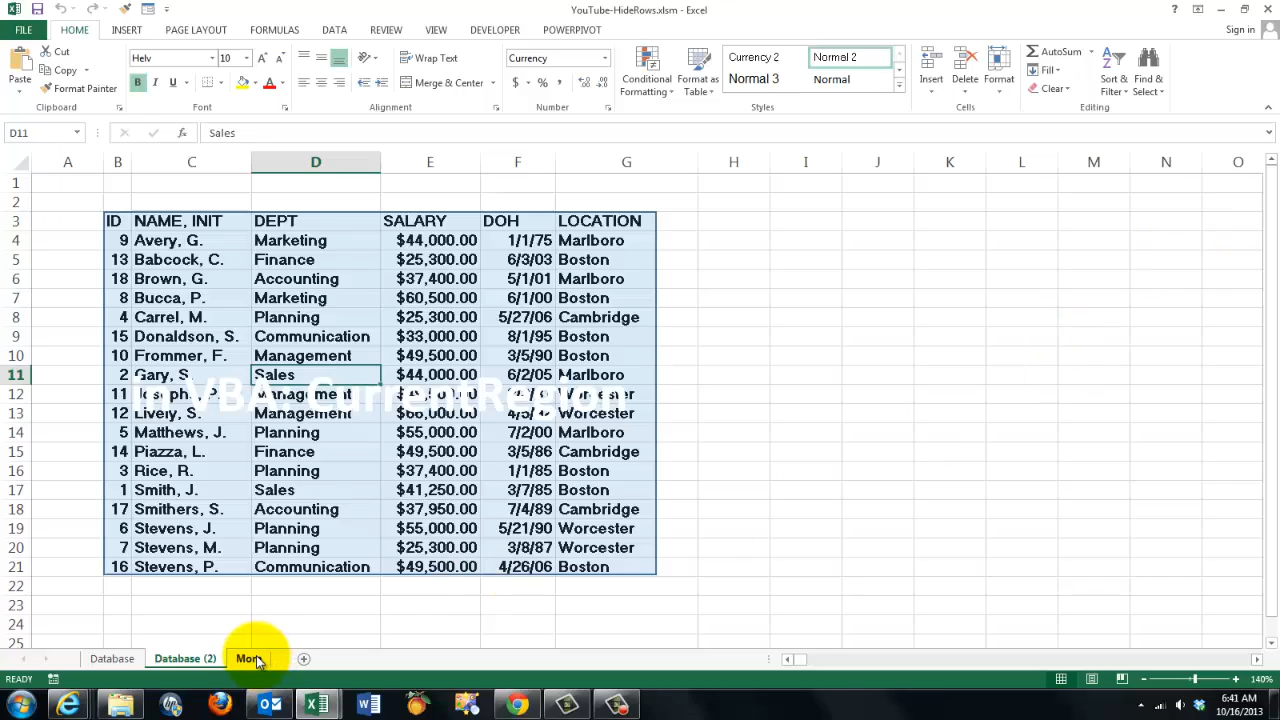 YouTube-HideRows.xlsm - Excel
FILE HOME INSERT PAGE LAYOUT FORMULAS DATA REVIEW VIEW DEVELOPER POWERPIVOT Sign in
Paste
Cut
Copy
Format Painter
Clipboard
Helv 10
B I U
Font
Wrap Text
Merge & Center
Alignment
Currency
$ % ,
Number
Conditional Formatting
Format as Table
Currency 2 Normal 2
Normal 3 Normal
Styles
Insert Delete Format
Cells
AutoSum
Fill
Clear
Sort & Filter
Find & Select
Editing
D11 fx Sales
A B C D E F G H I J K L M N O
1
2
3 ID NAME, INIT DEPT SALARY DOH LOCATION
4 9 Avery, G. Marketing $44,000.00 1/1/75 Marlboro
5 13 Babcock, C. Finance $25,300.00 6/3/03 Boston
6 18 Brown, G. Accounting $37,400.00 5/1/01 Marlboro
7 8 Bucca, P. Marketing $60,500.00 6/1/00 Boston
8 4 Carrel, M. Planning $25,300.00 5/27/06 Cambridge
9 15 Donaldson, S. Communication $33,000.00 8/1/95 Boston
10 10 Frommer, F. Management $49,500.00 3/5/90 Boston
11 2 Gary, S. Sales $44,000.00 6/2/05 Marlboro
in VBA: CurrentRegion
12 11 Management Worcester
13 12 Lively, S. Management Worcester
14 5 Matthews, J. Planning $55,000.00 7/2/00 Marlboro
15 14 Piazza, L. Finance $49,500.00 3/5/86 Cambridge
16 3 Rice, R. Planning $37,400.00 1/1/85 Boston
17 1 Smith, J. Sales $41,250.00 3/7/85 Boston
18 17 Smithers, S. Accounting $37,950.00 7/4/89 Cambridge
19 6 Stevens, J. Planning $55,000.00 5/21/90 Worcester
20 7 Stevens, M. Planning $25,300.00 3/8/87 Worcester
21 16 Stevens, P. Communication $49,500.00 4/26/06 Boston
22
23
24
25
Database Database (2)
READY 140%
6:41 AM
10/16/2013